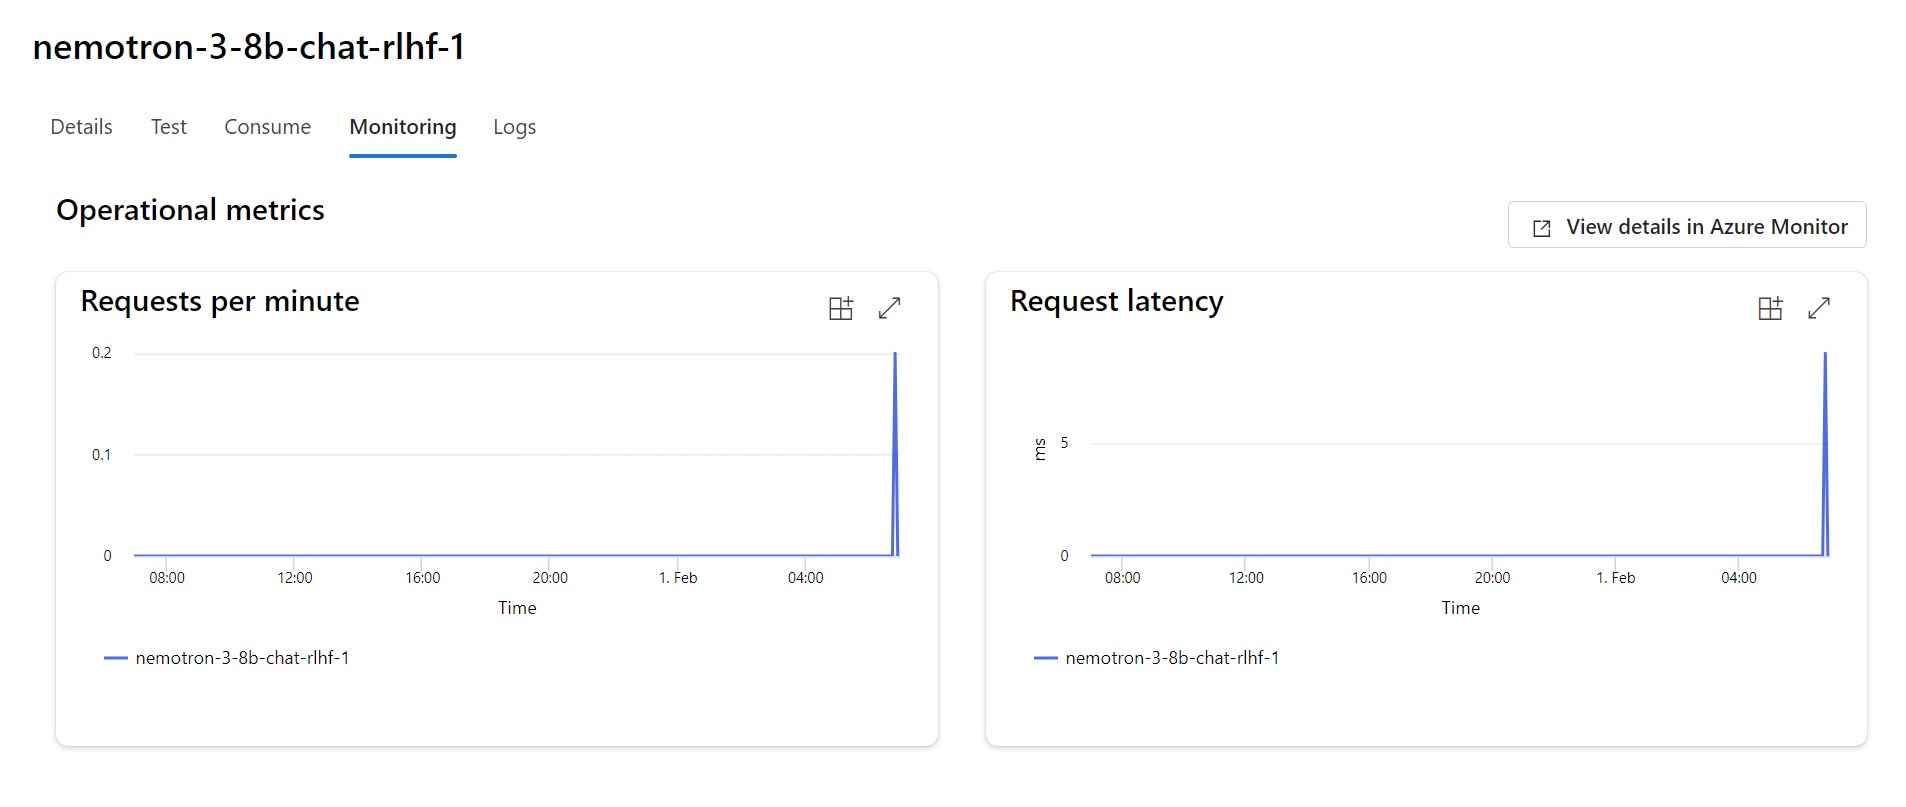 nemotron-3-8b-chat-rlhf-1
Details Test Consume Monitoring Logs
Operational metrics
View details in Azure Monitor
Requests per minute
0.2
0.1
0
08:00 12:00 16:00 20:00 1. Feb 04:00
Time
nemotron-3-8b-chat-rlhf-1
Request latency
ms
5
0
08:00 12:00 16:00 20:00 1. Feb 04:00
Time
nemotron-3-8b-chat-rlhf-1